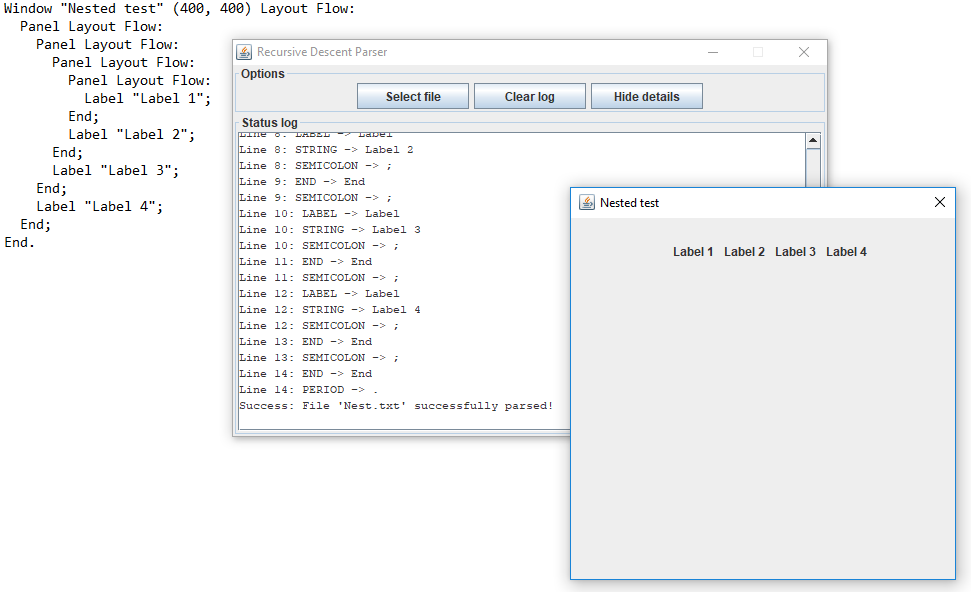 Window "Nested test" (400, 400) Layout Flow:
Panel Layout Flow:
Panel Layout Flow:
Panel Layout Flow:
Panel Layout Flow:
Label "Label 1";
End;
Label "Label 2";
End;
Label "Label 3";
End;
Label "Label 4";
End;
End.
Recursive Descent Parser
Options
Select file Clear log Hide details
Status log
Line 8: LABEL -> Label
Line 8: STRING -> Label 2
Line 8: SEMICOLON -> ;
Line 9: END -> End
Line 9: SEMICOLON -> ;
Line 10: LABEL -> Label
Line 10: STRING -> Label 3
Line 10: SEMICOLON -> ;
Line 11: END -> End
Line 11: SEMICOLON -> ;
Line 12: LABEL -> Label
Line 12: STRING -> Label 4
Line 12: SEMICOLON -> ;
Line 13: END -> End
Line 13: SEMICOLON -> ;
Line 14: END -> End
Line 14: PERIOD -> .
Success: File 'Nest.txt' successfully parsed!
Nested test
Label 1 Label 2 Label 3 Label 4